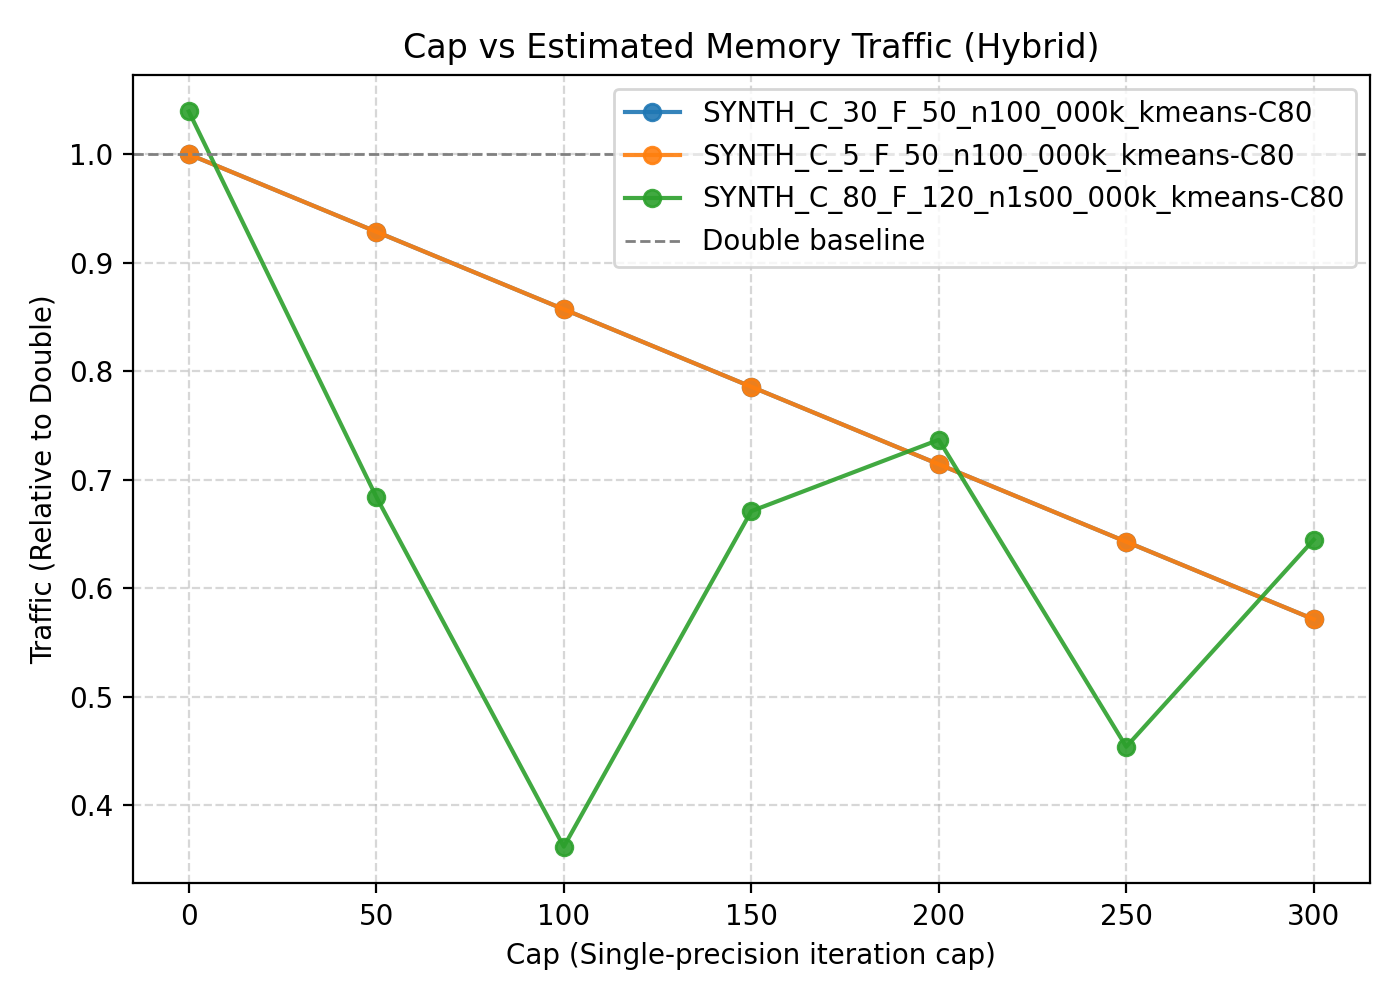 Cap vs Estimated Memory Traffic (Hybrid)
SYNTH_C_30_F_50_n100_000k_kmeans-C80
SYNTH_C_5_F_50_n100_000k_kmeans-C80
SYNTH_C_80_F_120_n1s00_000k_kmeans-C80
Double baseline
Traffic (Relative to Double)
1.0
0.9
0.8
0.7
0.6
0.5
0.4
0 50 100 150 200 250 300
Cap (Single-precision iteration cap)